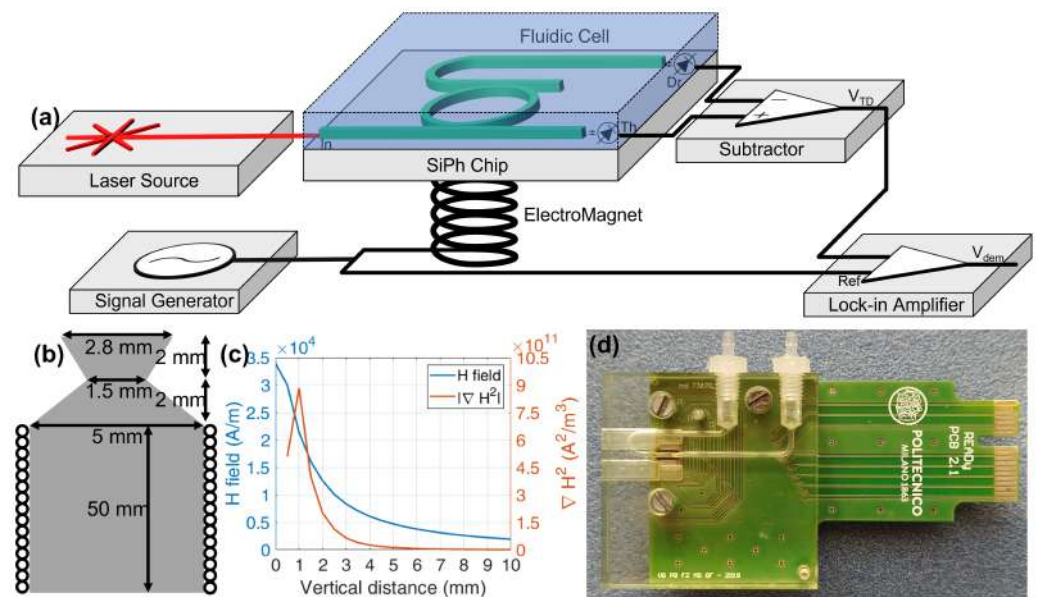 Fluidic Cell
Dr
V_TD
(a)
Th
In
Laser Source
SiPh Chip
Subtractor
ElectroMagnet
V_dem
Ref
Signal Generator
Lock-in Amplifier
(b)
2.8 mm
2 mm
1.5 mm
2 mm
5 mm
50 mm
(c)
×10⁴
×10¹¹
3.5
3
2.5
2
1.5
1
0.5
0
H field (A/m)
H field
|∇ H²|
10.5
9
7.5
6
4.5
3
1.5
0
∇ H² (A²/m³)
0 1 2 3 4 5 6 7 8 9 10
Vertical distance (mm)
(d)
POLITECNICO
MILANO 1863
READy
PCB 2.1